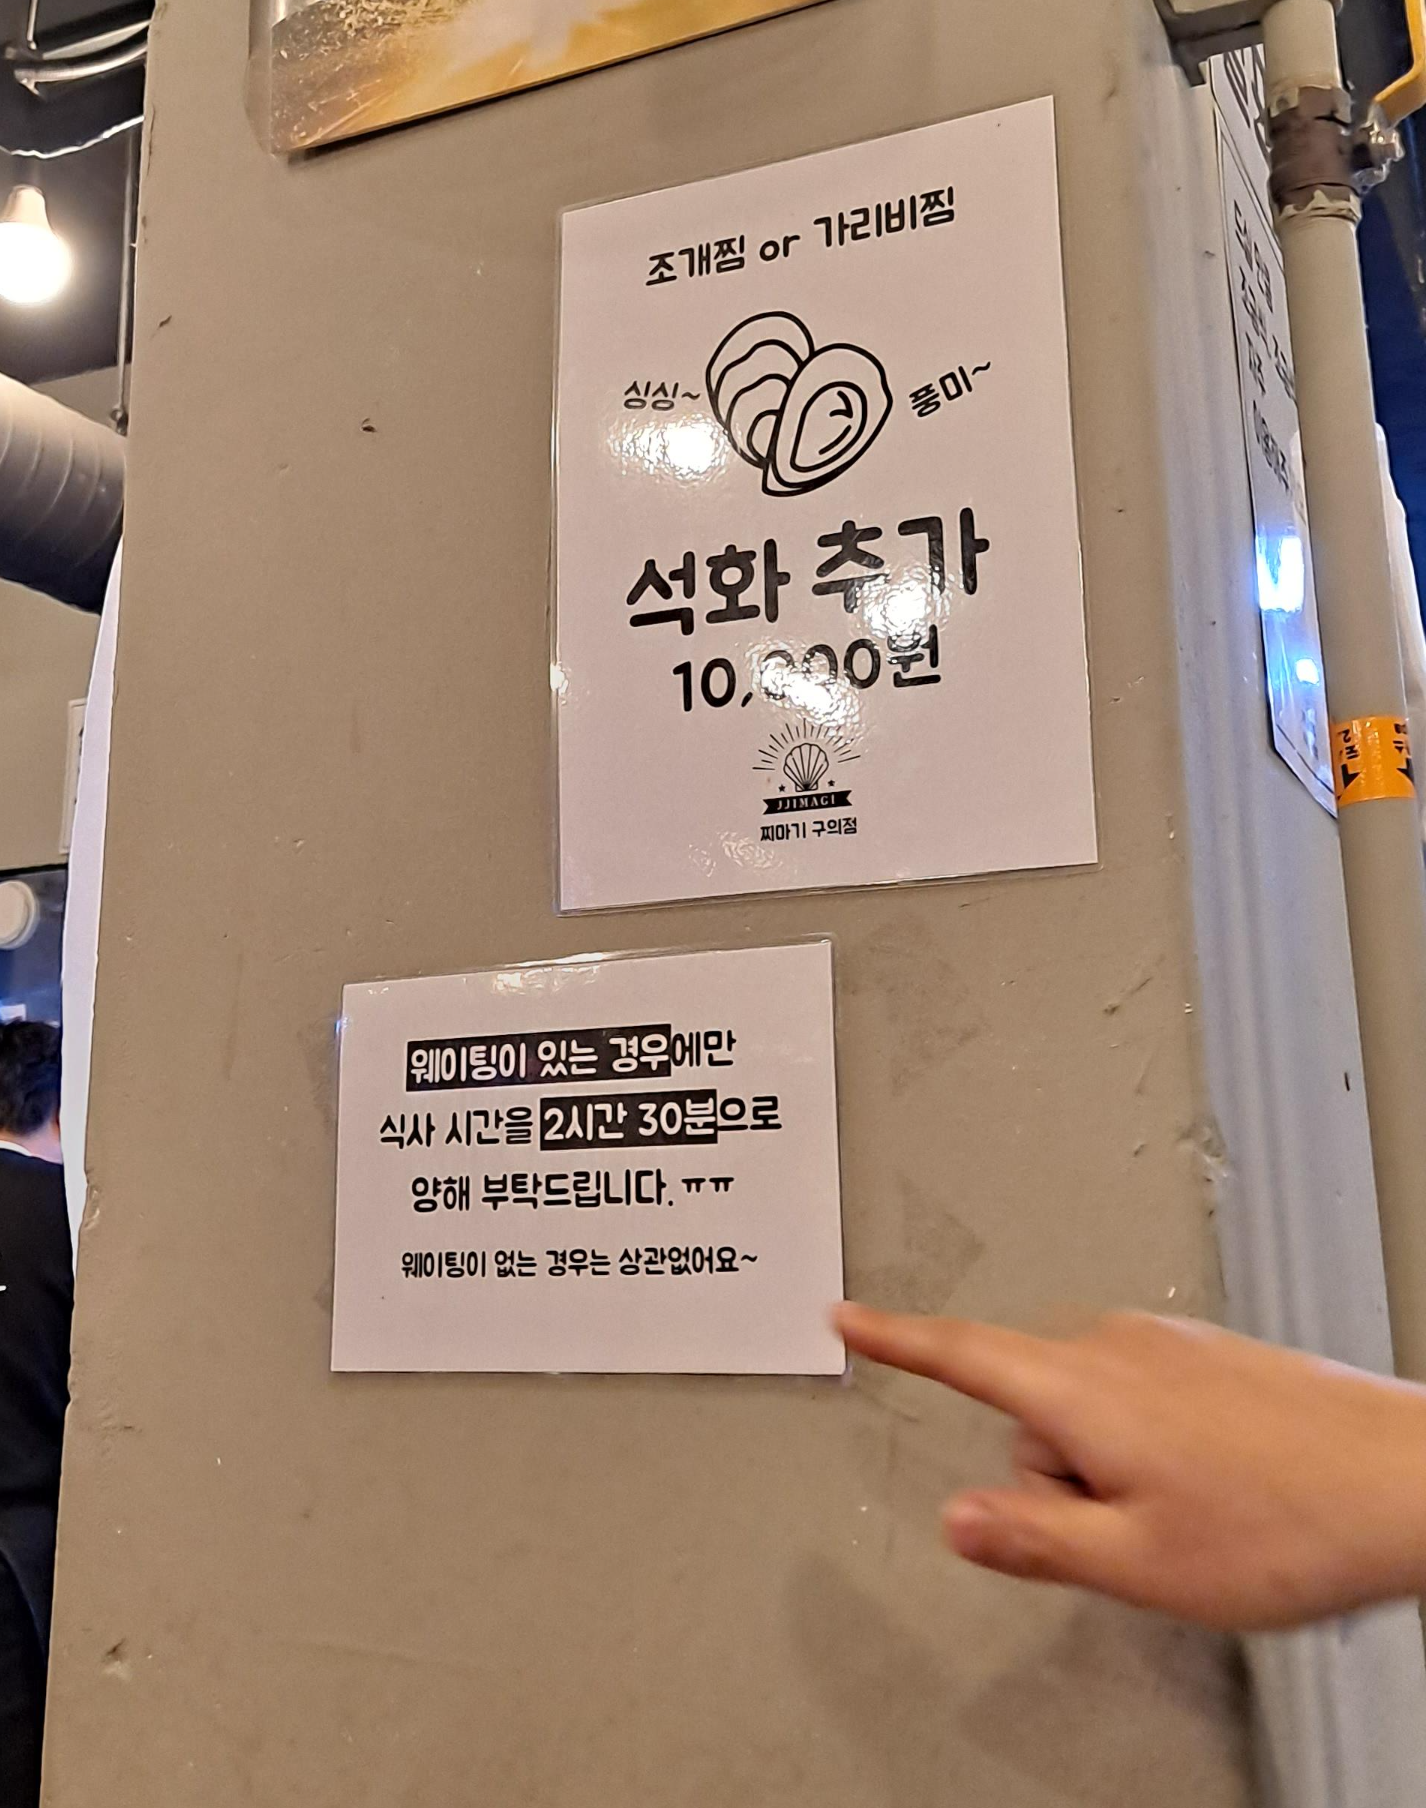 조개찜 or 가리비찜
싱싱~
풍미~
석화 추가
10,000원
JJIMAGI
찌마기 구의점
웨이팅이 있는 경우에만
식사 시간을 2시간 30분으로
양해 부탁드립니다.ㅠㅠ
웨이팅이 없는 경우는 상관없어요~